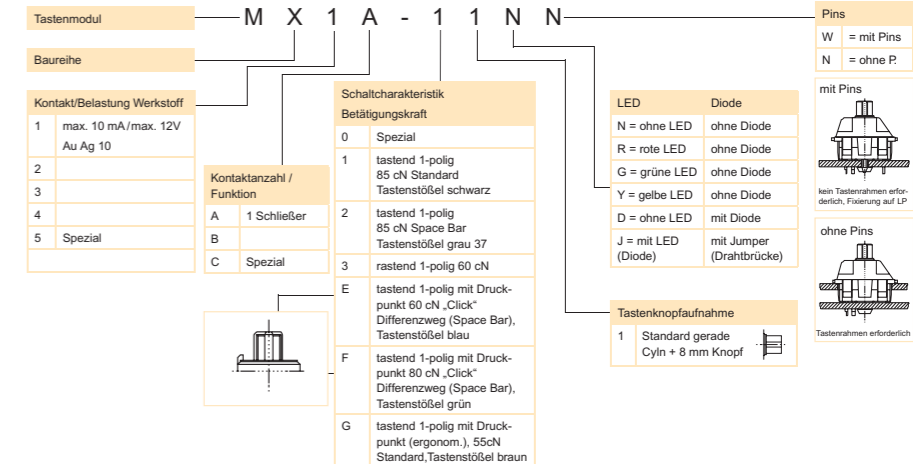 Tastenmodul
M X 1 A - 1 1 N N
Baureihe
Kontakt/Belastung Werkstoff
1 max. 10 mA/max. 12V
Au Ag 10
2
3
4
5 Spezial
Kontaktanzahl /
Funktion
A 1 Schließer
B
C Spezial
Schaltcharakteristik
Betätigungskraft
0 Spezial
1 tastend 1-polig
85 cN Standard
Tastenstößel schwarz
2 tastend 1-polig
85 cN Space Bar
Tastenstößel grau 37
3 rastend 1-polig 60 cN
E tastend 1-polig mit Druck-
punkt 60 cN „Click“
Differenzweg (Space Bar),
Tastenstößel blau
F tastend 1-polig mit Druck-
punkt 80 cN „Click“
Differenzweg (Space Bar),
Tastenstößel grün
G tastend 1-polig mit Druck-
punkt (ergonom.), 55cN
Standard,Tastenstößel braun
LED Diode
N = ohne LED ohne Diode
R = rote LED ohne Diode
G = grüne LED ohne Diode
Y = gelbe LED ohne Diode
D = ohne LED mit Diode
J = mit LED mit Jumper
(Diode) (Drahtbrücke)
Tastenknopfaufnahme
1 Standard gerade
Cyln + 8 mm Knopf
Pins
W = mit Pins
N = ohne P.
mit Pins
kein Tastenrahmen erfor-
derlich, Fixierung auf LP
ohne Pins
Tastenrahmen erforderlich